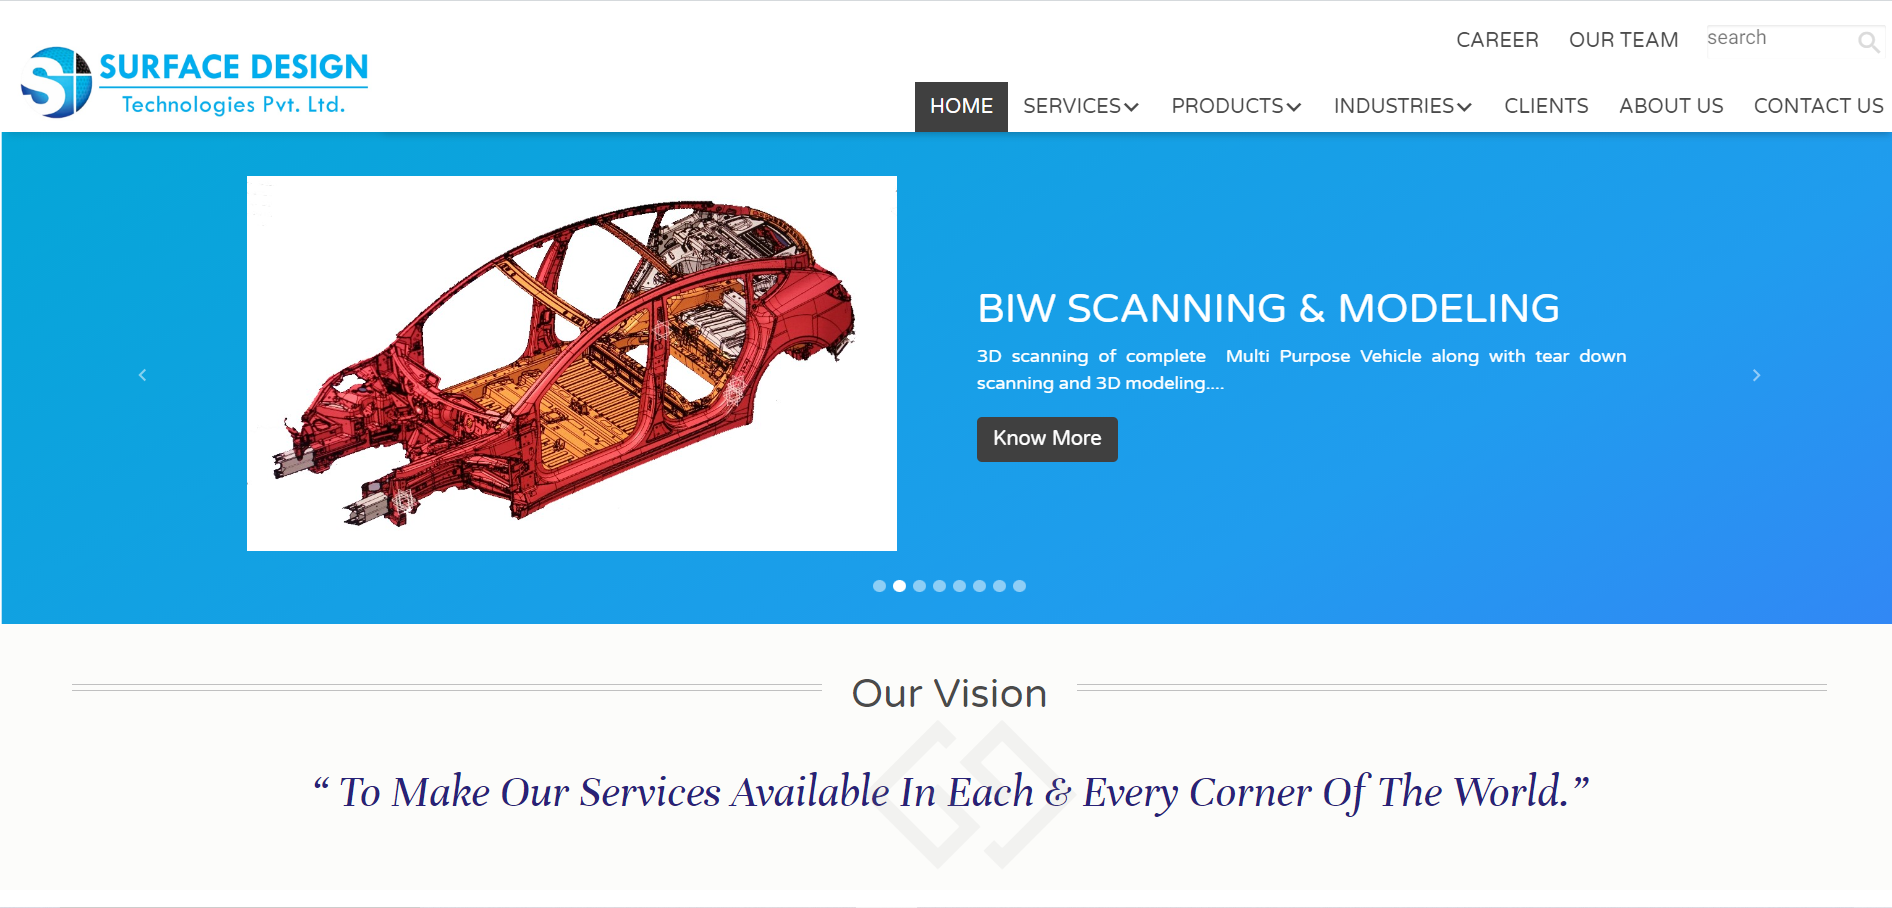 CAREER OUR TEAM search
SURFACE DESIGN
Technologies Pvt. Ltd.
HOME SERVICES PRODUCTS INDUSTRIES CLIENTS ABOUT US CONTACT US
BIW SCANNING & MODELING
3D scanning of complete Multi Purpose Vehicle along with tear down
scanning and 3D modeling....
Know More
Our Vision
“ To Make Our Services Available In Each & Every Corner Of The World.”